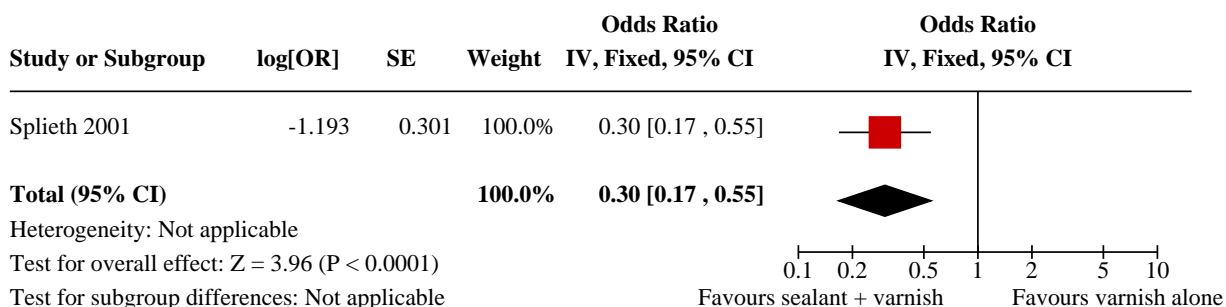 Odds Ratio Odds Ratio
Study or Subgroup log[OR] SE Weight IV, Fixed, 95% CI IV, Fixed, 95% CI
Splieth 2001 -1.193 0.301 100.0% 0.30 [0.17 , 0.55]
Total (95% CI) 100.0% 0.30 [0.17 , 0.55]
Heterogeneity: Not applicable
Test for overall effect: Z = 3.96 (P < 0.0001)
0.1 0.2 0.5 1 2 5 10
Test for subgroup differences: Not applicable Favours sealant + varnish Favours varnish alone